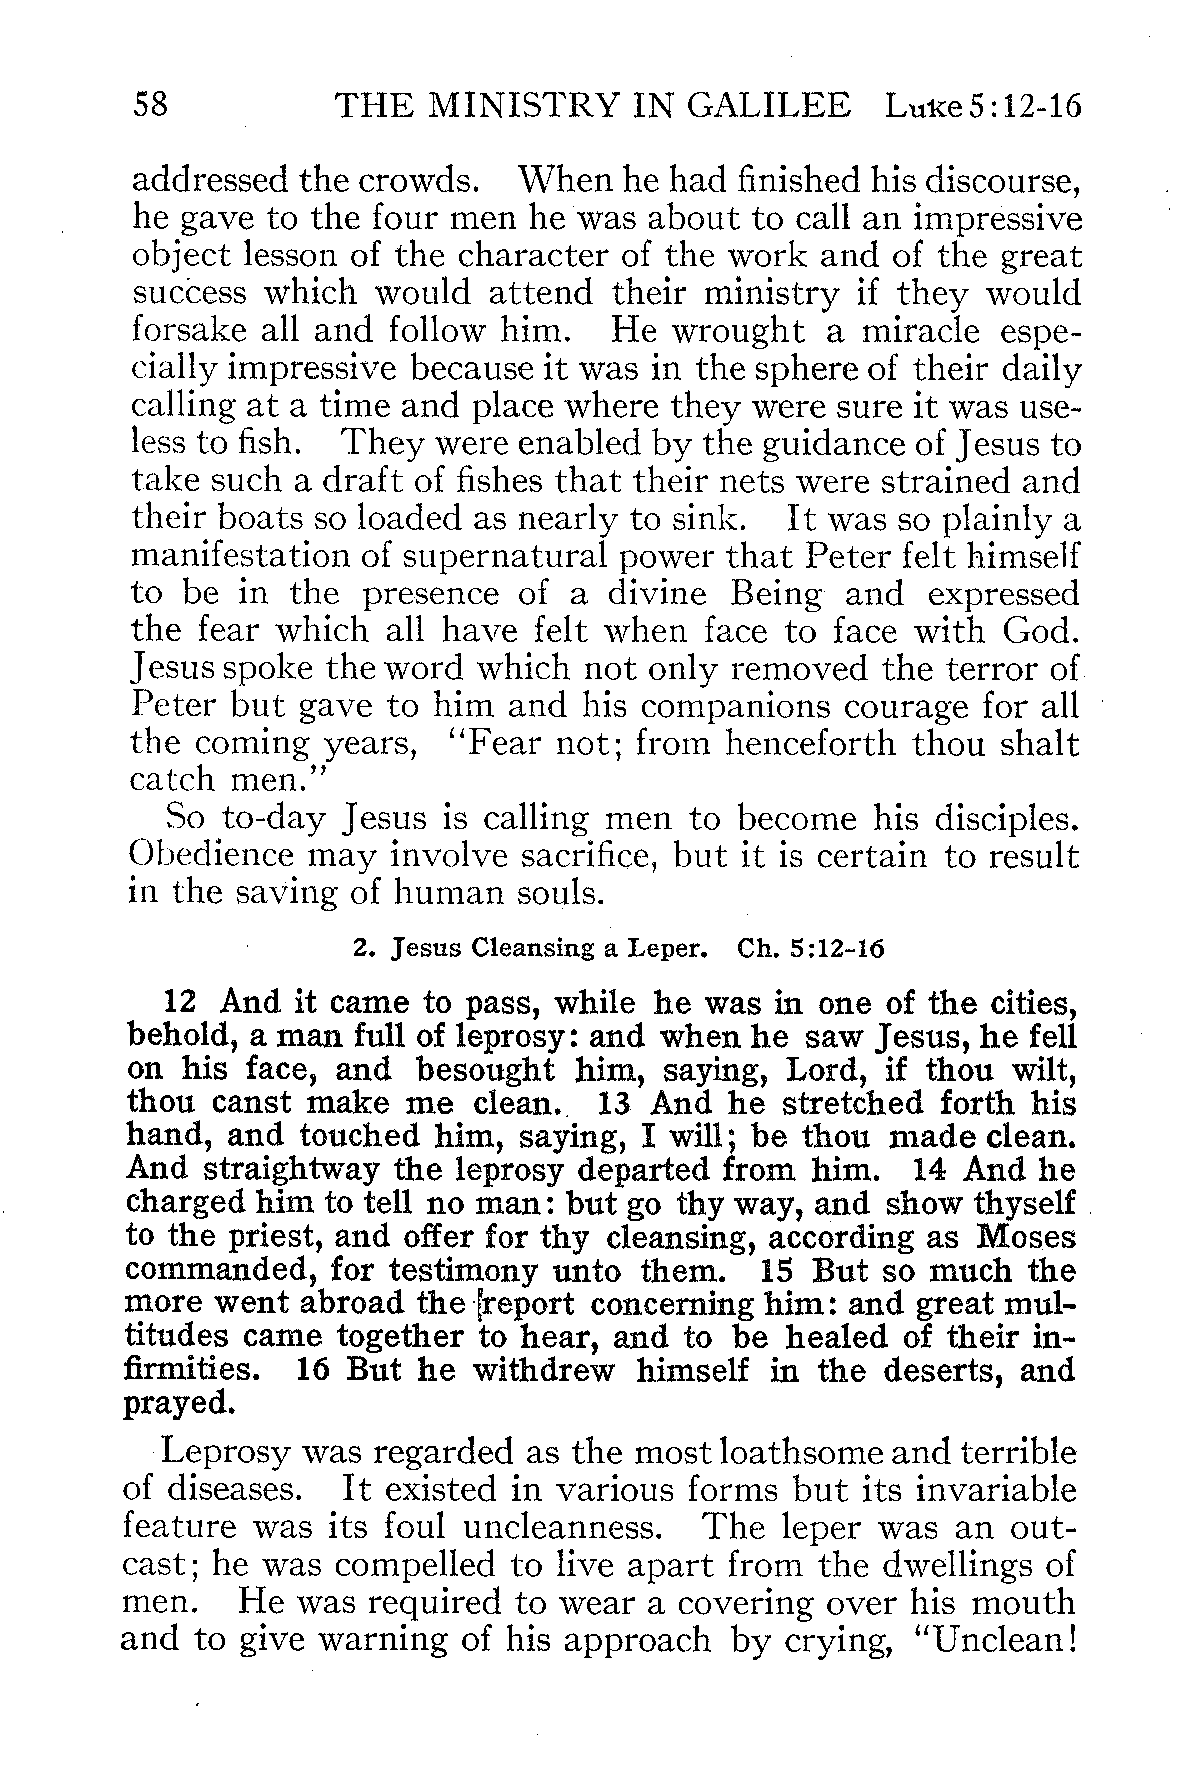 58 THE MINISTRY IN GALILEE Luke 5:12-16
addressed the crowds. When he had finished his discourse,
he gave to the four men he was about to call an impressive
object lesson of the character of the work and of the great
success which would attend their ministry if they would
forsake all and follow him. He wrought a miracle espe-
cially impressive because it was in the sphere of their daily
calling at a time and place where they were sure it was use-
less to fish. They were enabled by the guidance of Jesus to
take such a draft of fishes that their nets were strained and
their boats so loaded as nearly to sink. It was so plainly a
manifestation of supernatural power that Peter felt himself
to be in the presence of a divine Being and expressed
the fear which all have felt when face to face with God.
Jesus spoke the word which not only removed the terror of
Peter but gave to him and his companions courage for all
the coming years, “Fear not; from henceforth thou shalt
catch men.”
So to-day Jesus is calling men to become his disciples.
Obedience may involve sacrifice, but it is certain to result
in the saving of human souls.
2. Jesus Cleansing a Leper. Ch. 5:12-16
12 And it came to pass, while he was in one of the cities,
behold, a man full of leprosy: and when he saw Jesus, he fell
on his face, and besought him, saying, Lord, if thou wilt,
thou canst make me clean. 13 And he stretched forth his
hand, and touched him, saying, I will; be thou made clean.
And straightway the leprosy departed from him. 14 And he
charged him to tell no man: but go thy way, and show thyself
to the priest, and offer for thy cleansing, according as Moses
commanded, for testimony unto them. 15 But so much the
more went abroad the report concerning him: and great mul-
titudes came together to hear, and to be healed of their in-
firmities. 16 But he withdrew himself in the deserts, and
prayed.
Leprosy was regarded as the most loathsome and terrible
of diseases. It existed in various forms but its invariable
feature was its foul uncleanness. The leper was an out-
cast; he was compelled to live apart from the dwellings of
men. He was required to wear a covering over his mouth
and to give warning of his approach by crying, “Unclean!